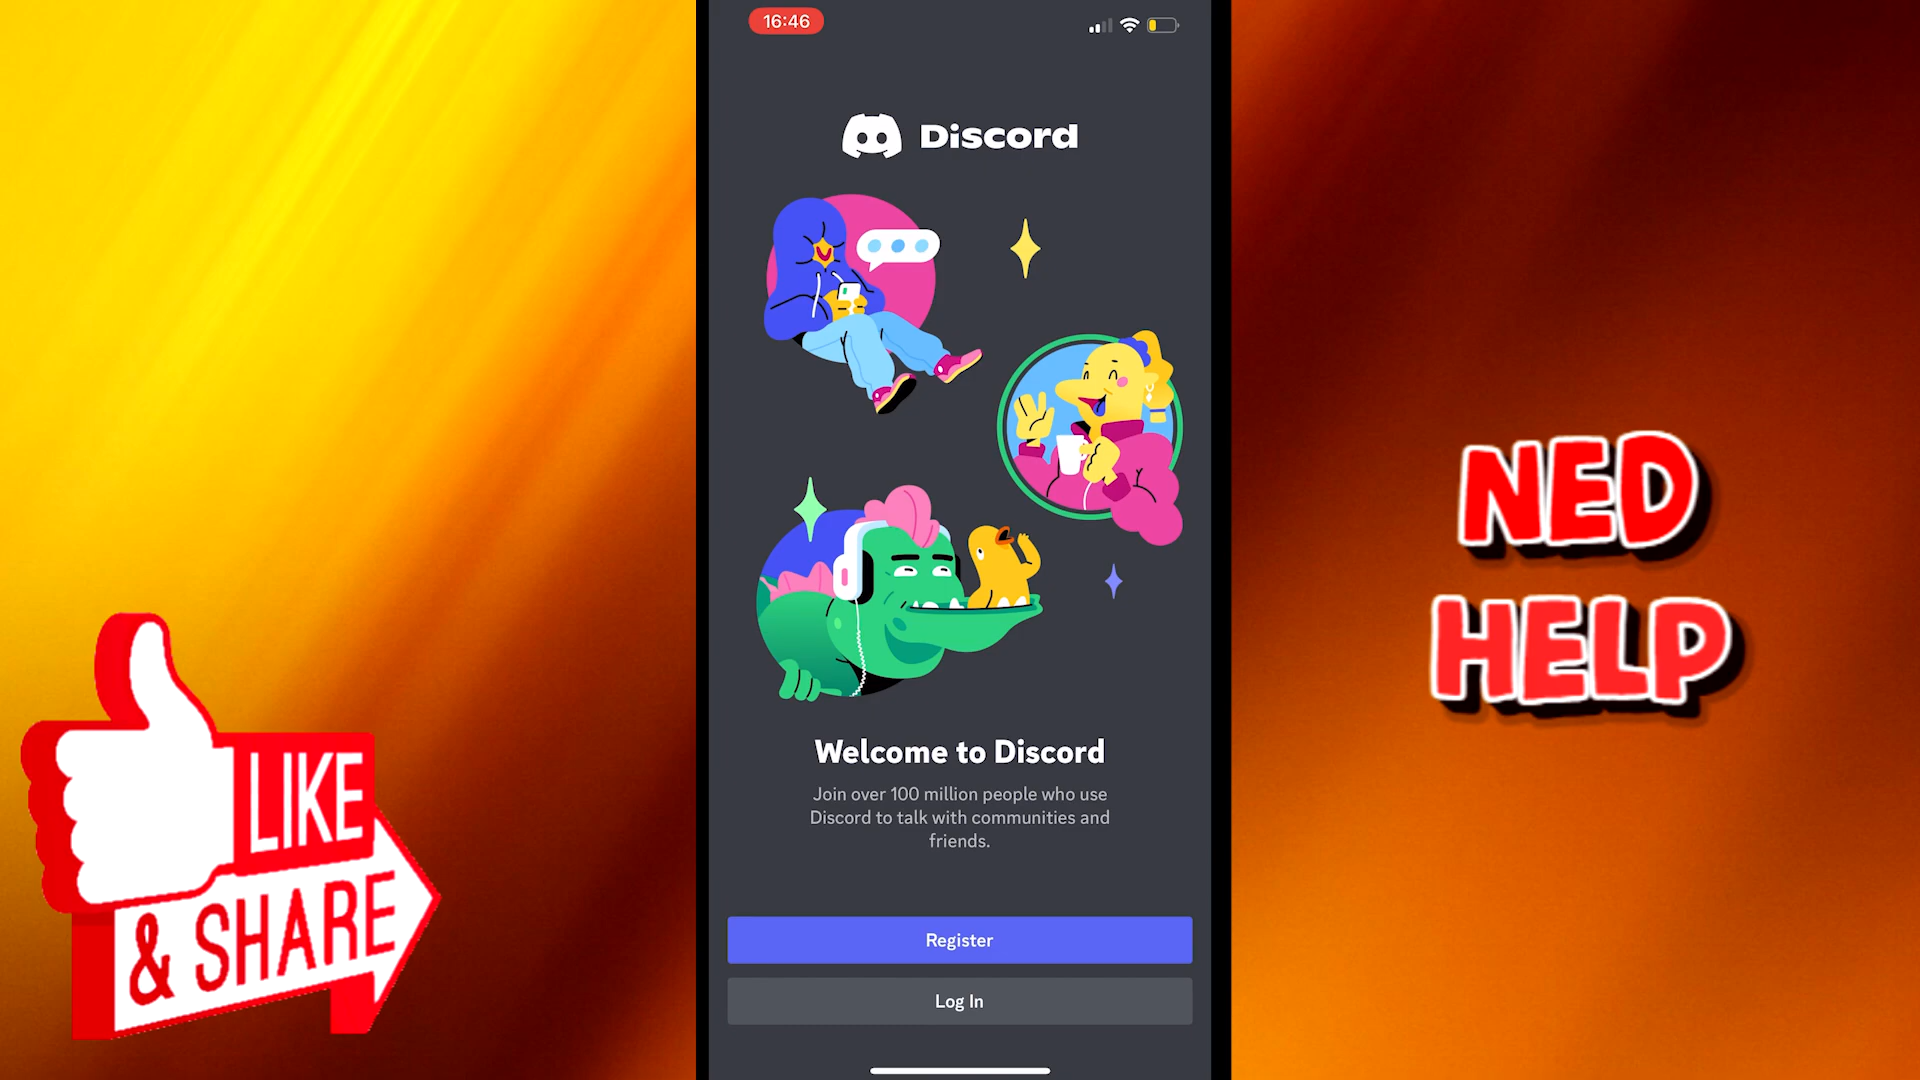 16:46
Discord
Welcome to Discord
Join over 100 million people who use
Discord to talk with communities and
friends.
Register
Log In
LIKE
& SHARE
NED
HELP